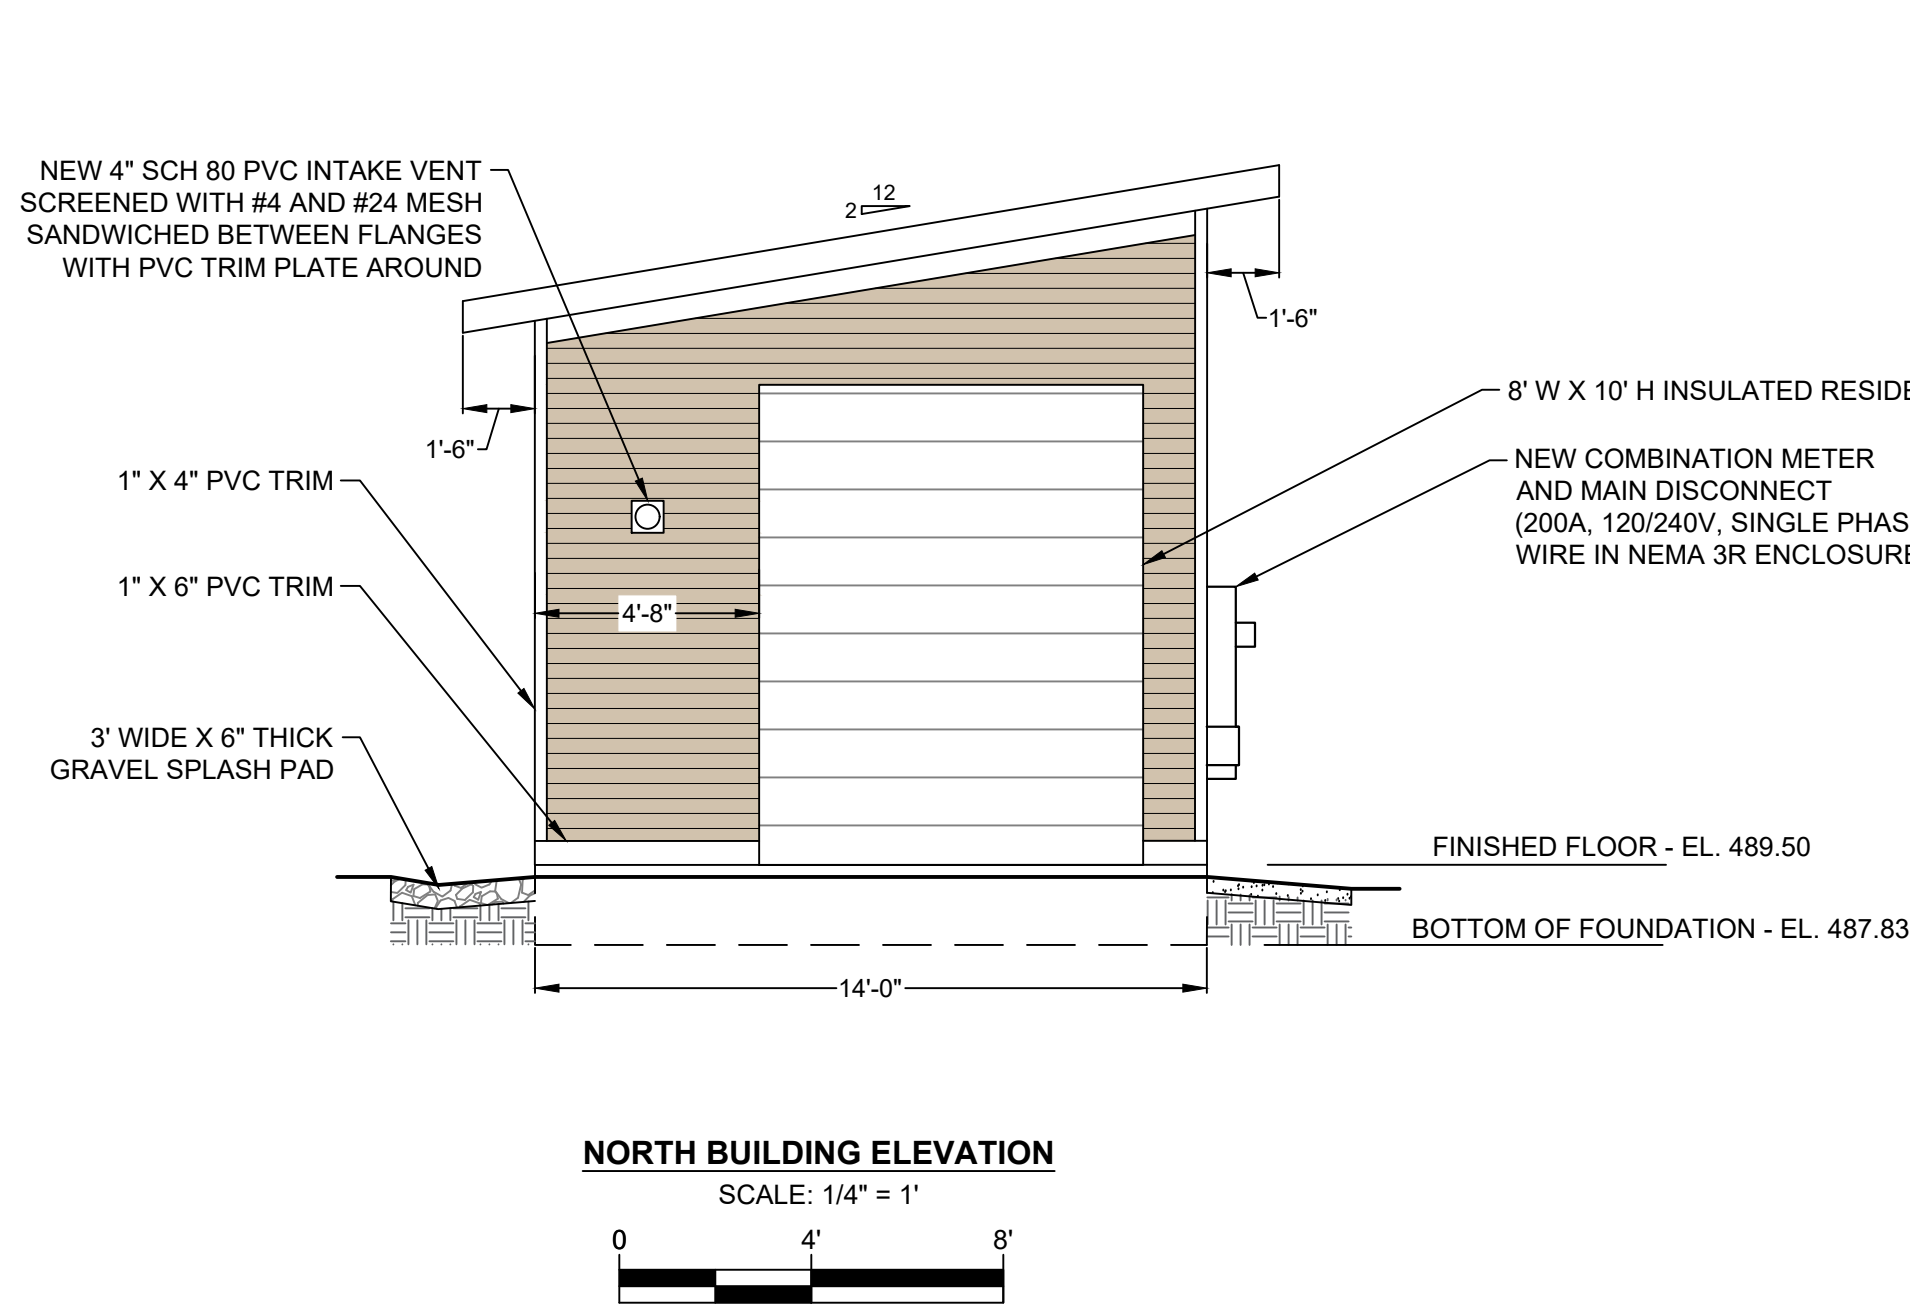 NEW 4" SCH 80 PVC INTAKE VENT
SCREENED WITH #4 AND #24 MESH
SANDWICHED BETWEEN FLANGES
WITH PVC TRIM PLATE AROUND
12
2
1'-6"
1'-6"
8' W X 10' H INSULATED
NEW COMBINATION METER
AND MAIN DISCONNECT
(200A, 120/240V, SINGLE
WIRE IN NEMA 3R
1" X 4" PVC TRIM
1" X 6" PVC TRIM
4'-8"
3' WIDE X 6" THICK
GRAVEL SPLASH PAD
FINISHED FLOOR - EL. 489.50
BOTTOM OF FOUNDATION - EL. 487.83
14'-0"
NORTH BUILDING ELEVATION
SCALE: 1/4" = 1'
0 4' 8'